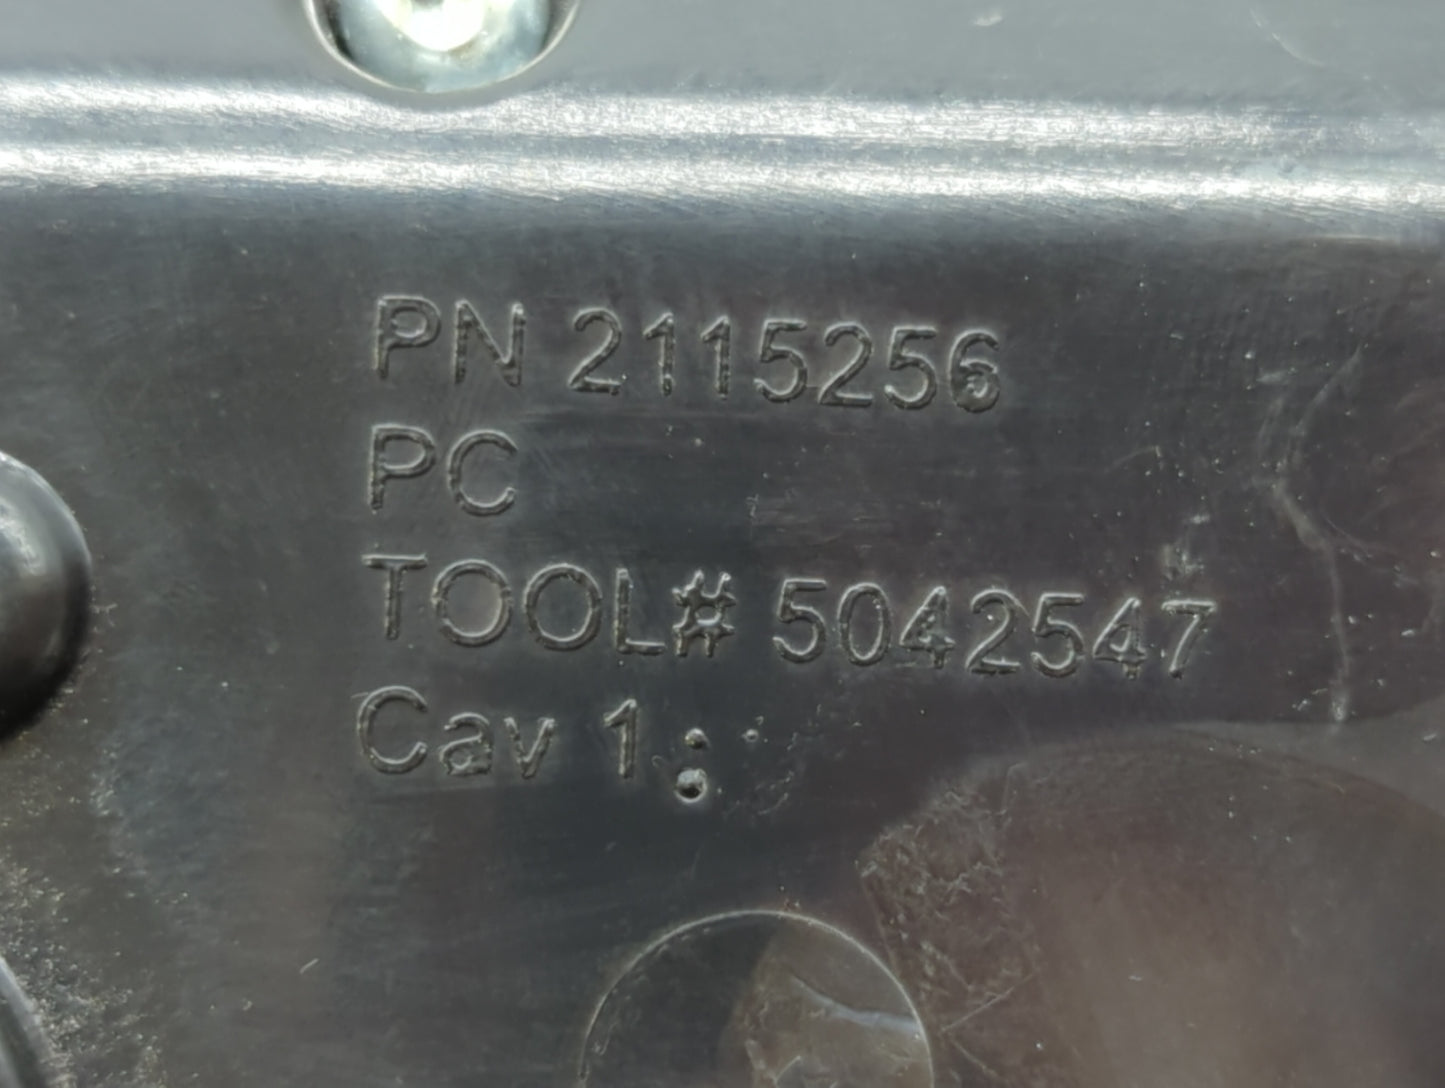 PN 2115256
PC
TOOL# 5042547
Cav 1